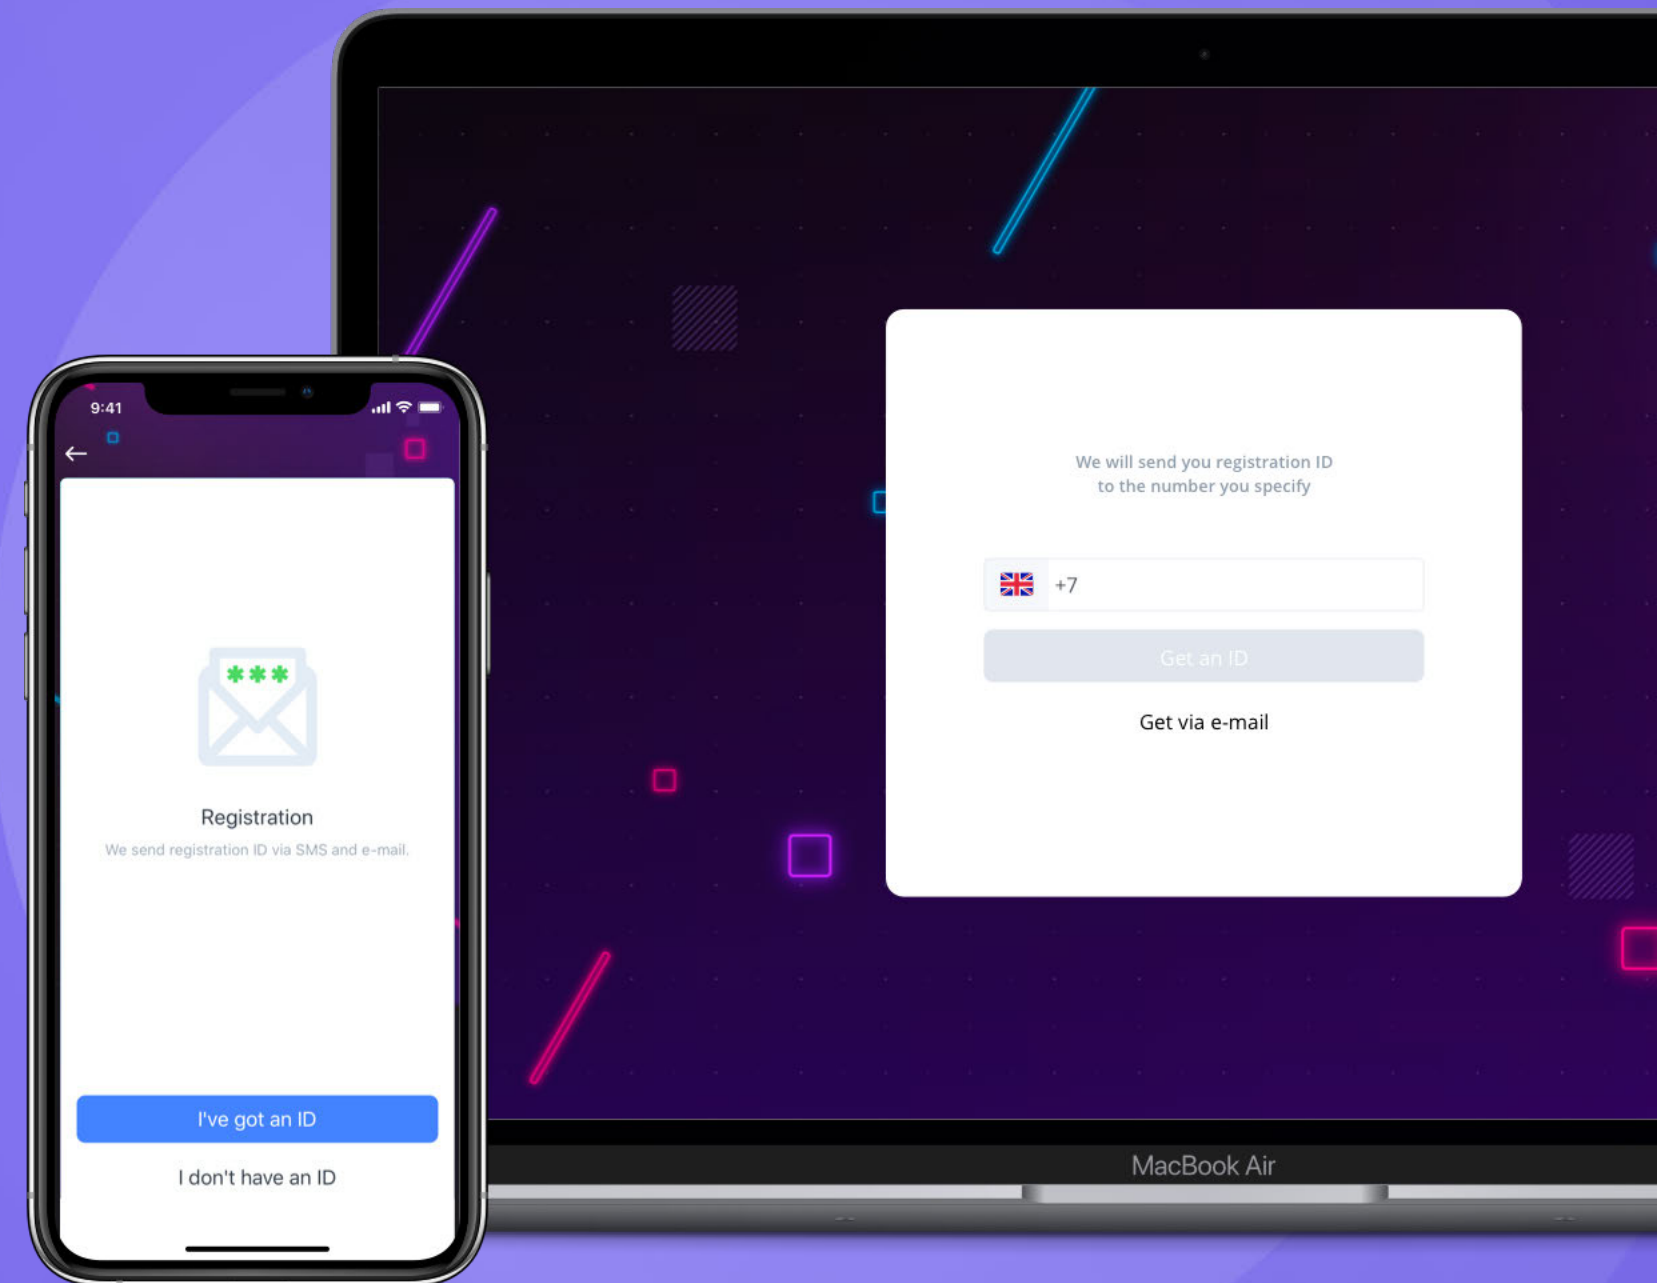 9:41
***
Registration
We send registration ID via SMS and e-mail.
I've got an ID
I don't have an ID
We will send you registration ID
to the number you specify
+7
Get an ID
Get via e-mail
MacBook Air